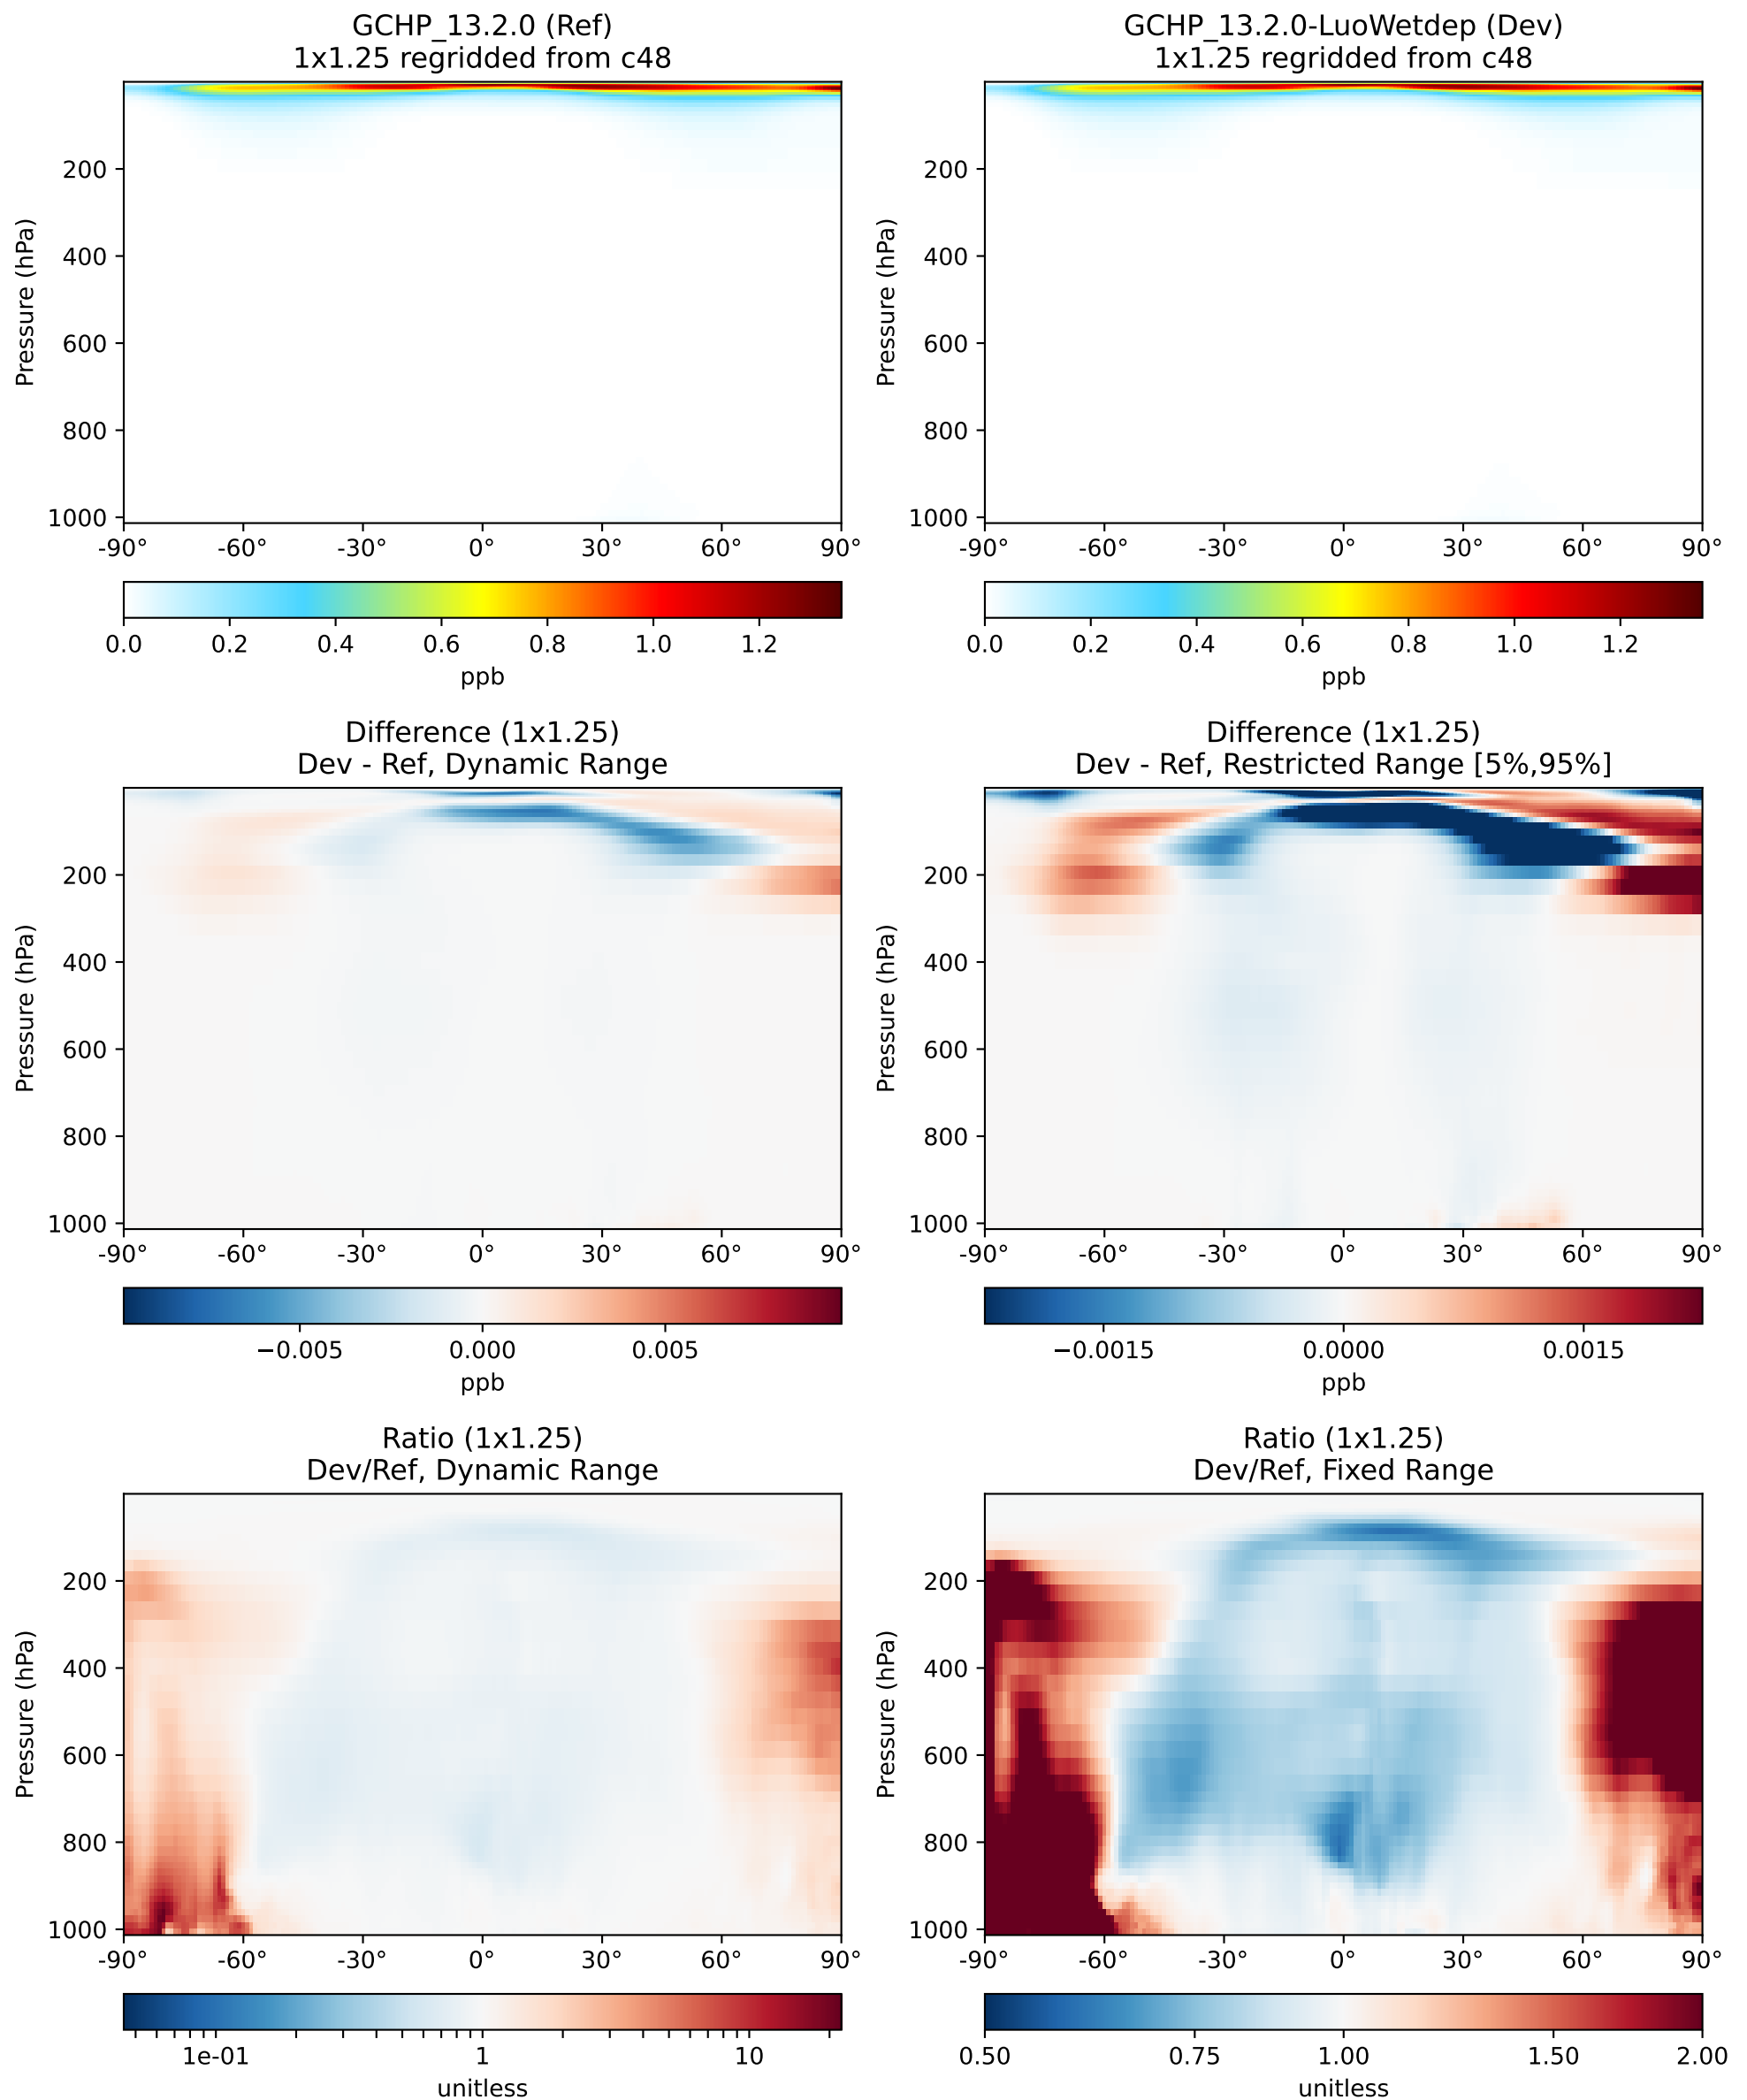 GCHP_13.2.0 (Ref)
1x1.25 regridded from c48
Pressure (hPa)
200
400
600
800
1000
-90° -60° -30° 0° 30° 60° 90°
0.0 0.2 0.4 0.6 0.8 1.0 1.2
ppb
GCHP_13.2.0-LuoWetdep (Dev)
1x1.25 regridded from c48
Pressure (hPa)
200
400
600
800
1000
-90° -60° -30° 0° 30° 60° 90°
0.0 0.2 0.4 0.6 0.8 1.0 1.2
ppb
Difference (1x1.25)
Dev - Ref, Dynamic Range
Pressure (hPa)
200
400
600
800
1000
-90° -60° -30° 0° 30° 60° 90°
−0.005 0.000 0.005
ppb
Difference (1x1.25)
Dev - Ref, Restricted Range [5%,95%]
Pressure (hPa)
200
400
600
800
1000
-90° -60° -30° 0° 30° 60° 90°
−0.0015 0.0000 0.0015
ppb
Ratio (1x1.25)
Dev/Ref, Dynamic Range
Pressure (hPa)
200
400
600
800
1000
-90° -60° -30° 0° 30° 60° 90°
1e-01 1 10
unitless
Ratio (1x1.25)
Dev/Ref, Fixed Range
Pressure (hPa)
200
400
600
800
1000
-90° -60° -30° 0° 30° 60° 90°
0.50 0.75 1.00 1.50 2.00
unitless